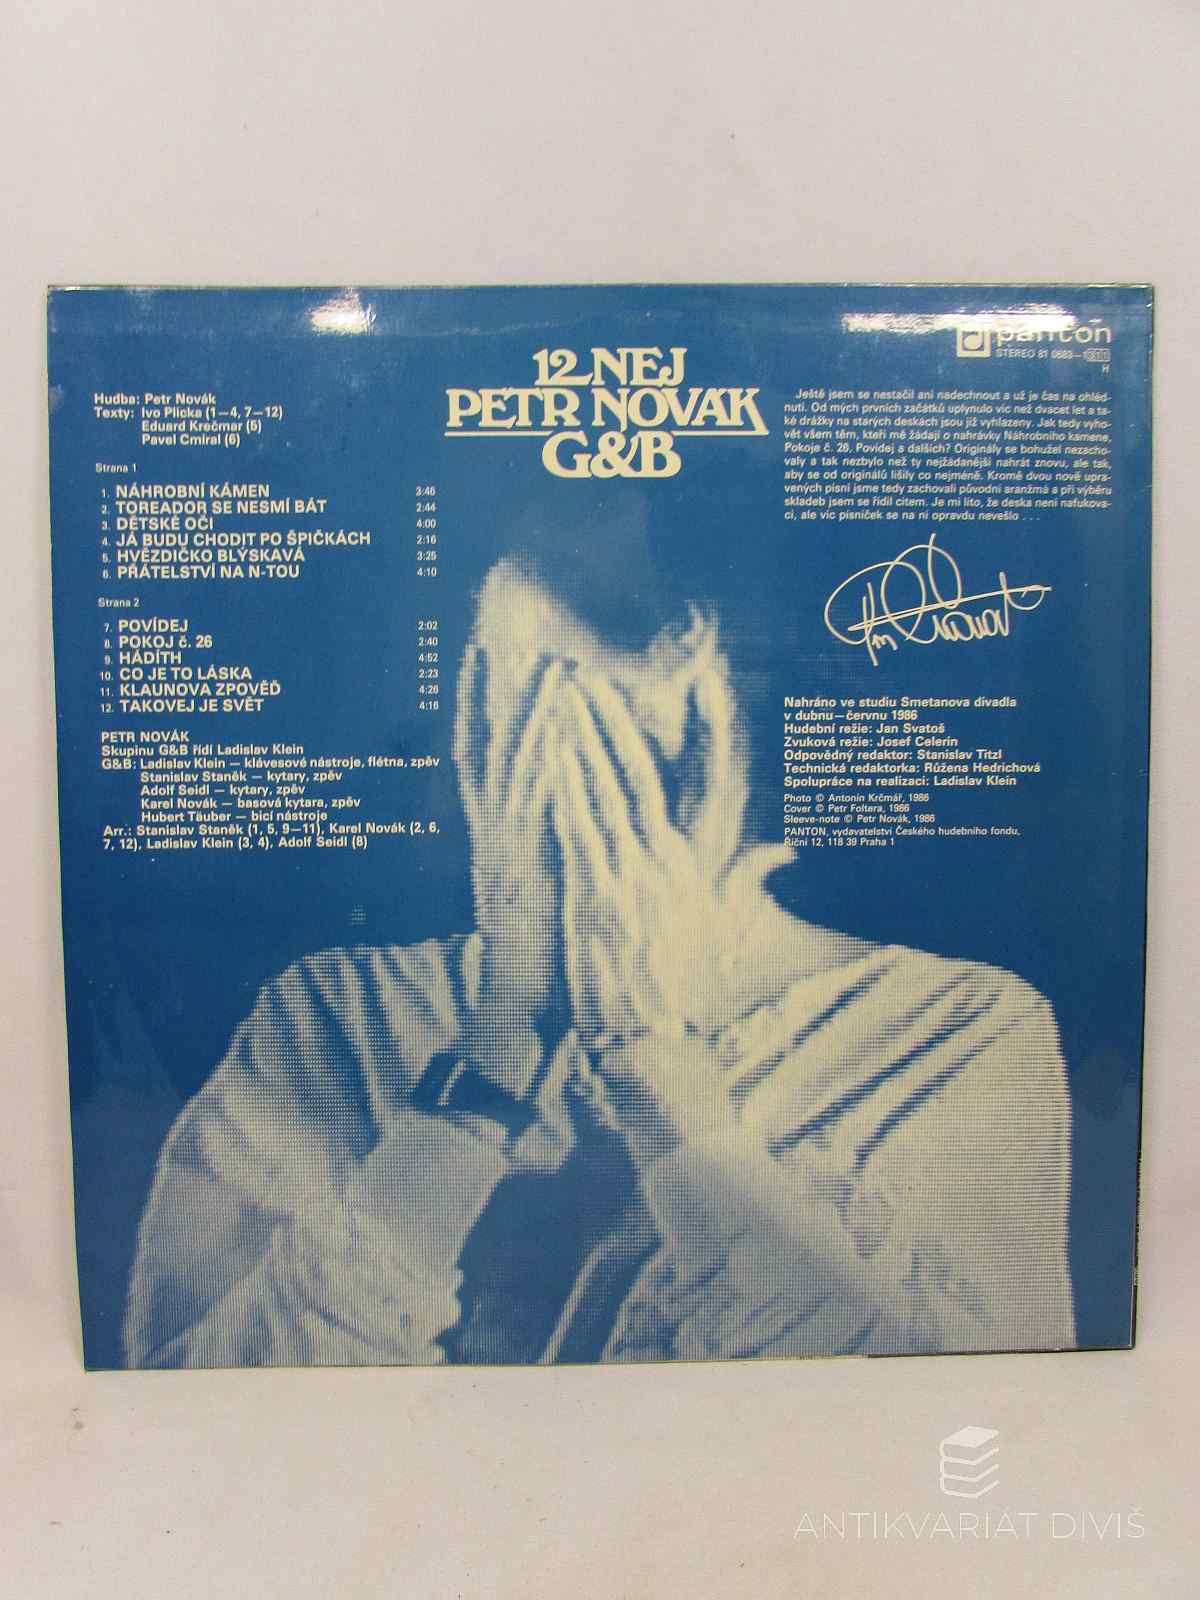 panton
STEREO 81 0683-1311
H
12 NEJ
PETR NOVÁK
G&B
Hudba: Petr Novák
Texty: Ivo Plicka (1—4, 7—12)
Eduard Krečmar (5)
Pavel Cmíral (6)
Strana 1
1. NÁHROBNÍ KÁMEN 3:46
2. TOREADOR SE NESMÍ BÁT 2:44
3. DĚTSKÉ OČI 4:00
4. JÁ BUDU CHODIT PO ŠPIČKÁCH 2:16
5. HVĚZDIČKO BLÝSKAVÁ 3:25
6. PŘÁTELSTVÍ NA N-TOU 4:10
Strana 2
7. POVÍDEJ 2:02
8. POKOJ č. 26 2:40
9. HÁDÍTH 4:52
10. CO JE TO LÁSKA 2:23
11. KLAUNOVA ZPOVĚĎ 4:26
12. TAKOVEJ JE SVĚT 4:16
PETR NOVÁK
Skupinu G&B řídí Ladislav Klein
G&B: Ladislav Klein — klávesové nástroje, flétna, zpěv
Stanislav Staněk — kytary, zpěv
Adolf Seidl — kytary, zpěv
Karel Novák — basová kytara, zpěv
Hubert Täuber — bicí nástroje
Arr.: Stanislav Staněk (1, 5, 9—11), Karel Novák (2, 6,
7, 12), Ladislav Klein (3, 4), Adolf Seidl (8)
Ještě jsem se nestačil ani nadechnout a už je čas na ohléd-
nutí. Od mých prvních začátků uplynulo víc než dvacet let a ta-
ké drážky na starých deskách jsou již vyhlazeny. Jak tedy vyho-
vět všem těm, kteří mě žádají o nahrávky Náhrobního kamene,
Pokoje č. 26, Povídej a dalších? Originály se bohužel nezacho-
valy a tak nezbylo než ty nejžádanější nahrát znovu, ale tak,
aby se od originálů lišily co nejméně. Kromě dvou nově upra-
vených písní jsme tedy zachovali původní aranžmá a při výběru
skladeb jsem se řídil citem. Je mi líto, že deska není nafukova-
cí, ale víc písniček se na ni opravdu nevešlo . . .
Nahráno ve studiu Smetanova divadla
v dubnu—červnu 1986
Hudební režie: Jan Svatoš
Zvuková režie: Josef Celerin
Odpovědný redaktor: Stanislav Titzl
Technická redaktorka: Růžena Hedrichová
Spolupráce na realizaci: Ladislav Klein
Photo © Antonín Krčmář, 1986
Cover © Petr Foltera, 1986
Sleeve-note © Petr Novák, 1986
PANTON, vydavatelství Českého hudebního fondu,
Říční 12, 118 39 Praha 1
ANTIKVARIÁT DIVIŠ